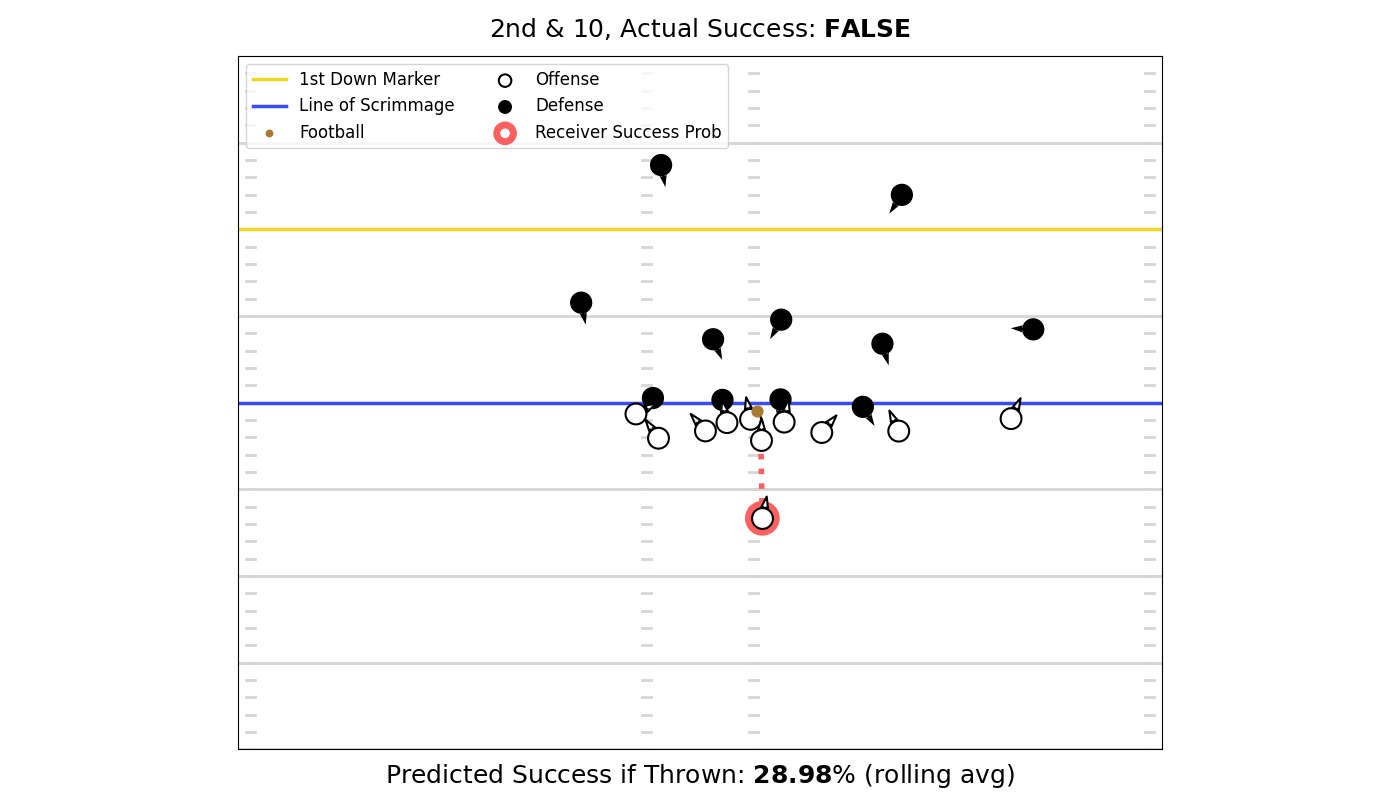 2nd & 10, Actual Success: FALSE
1st Down Marker
Line of Scrimmage
Football
Offense
Defense
Receiver Success Prob
Predicted Success if Thrown: 28.98% (rolling avg)